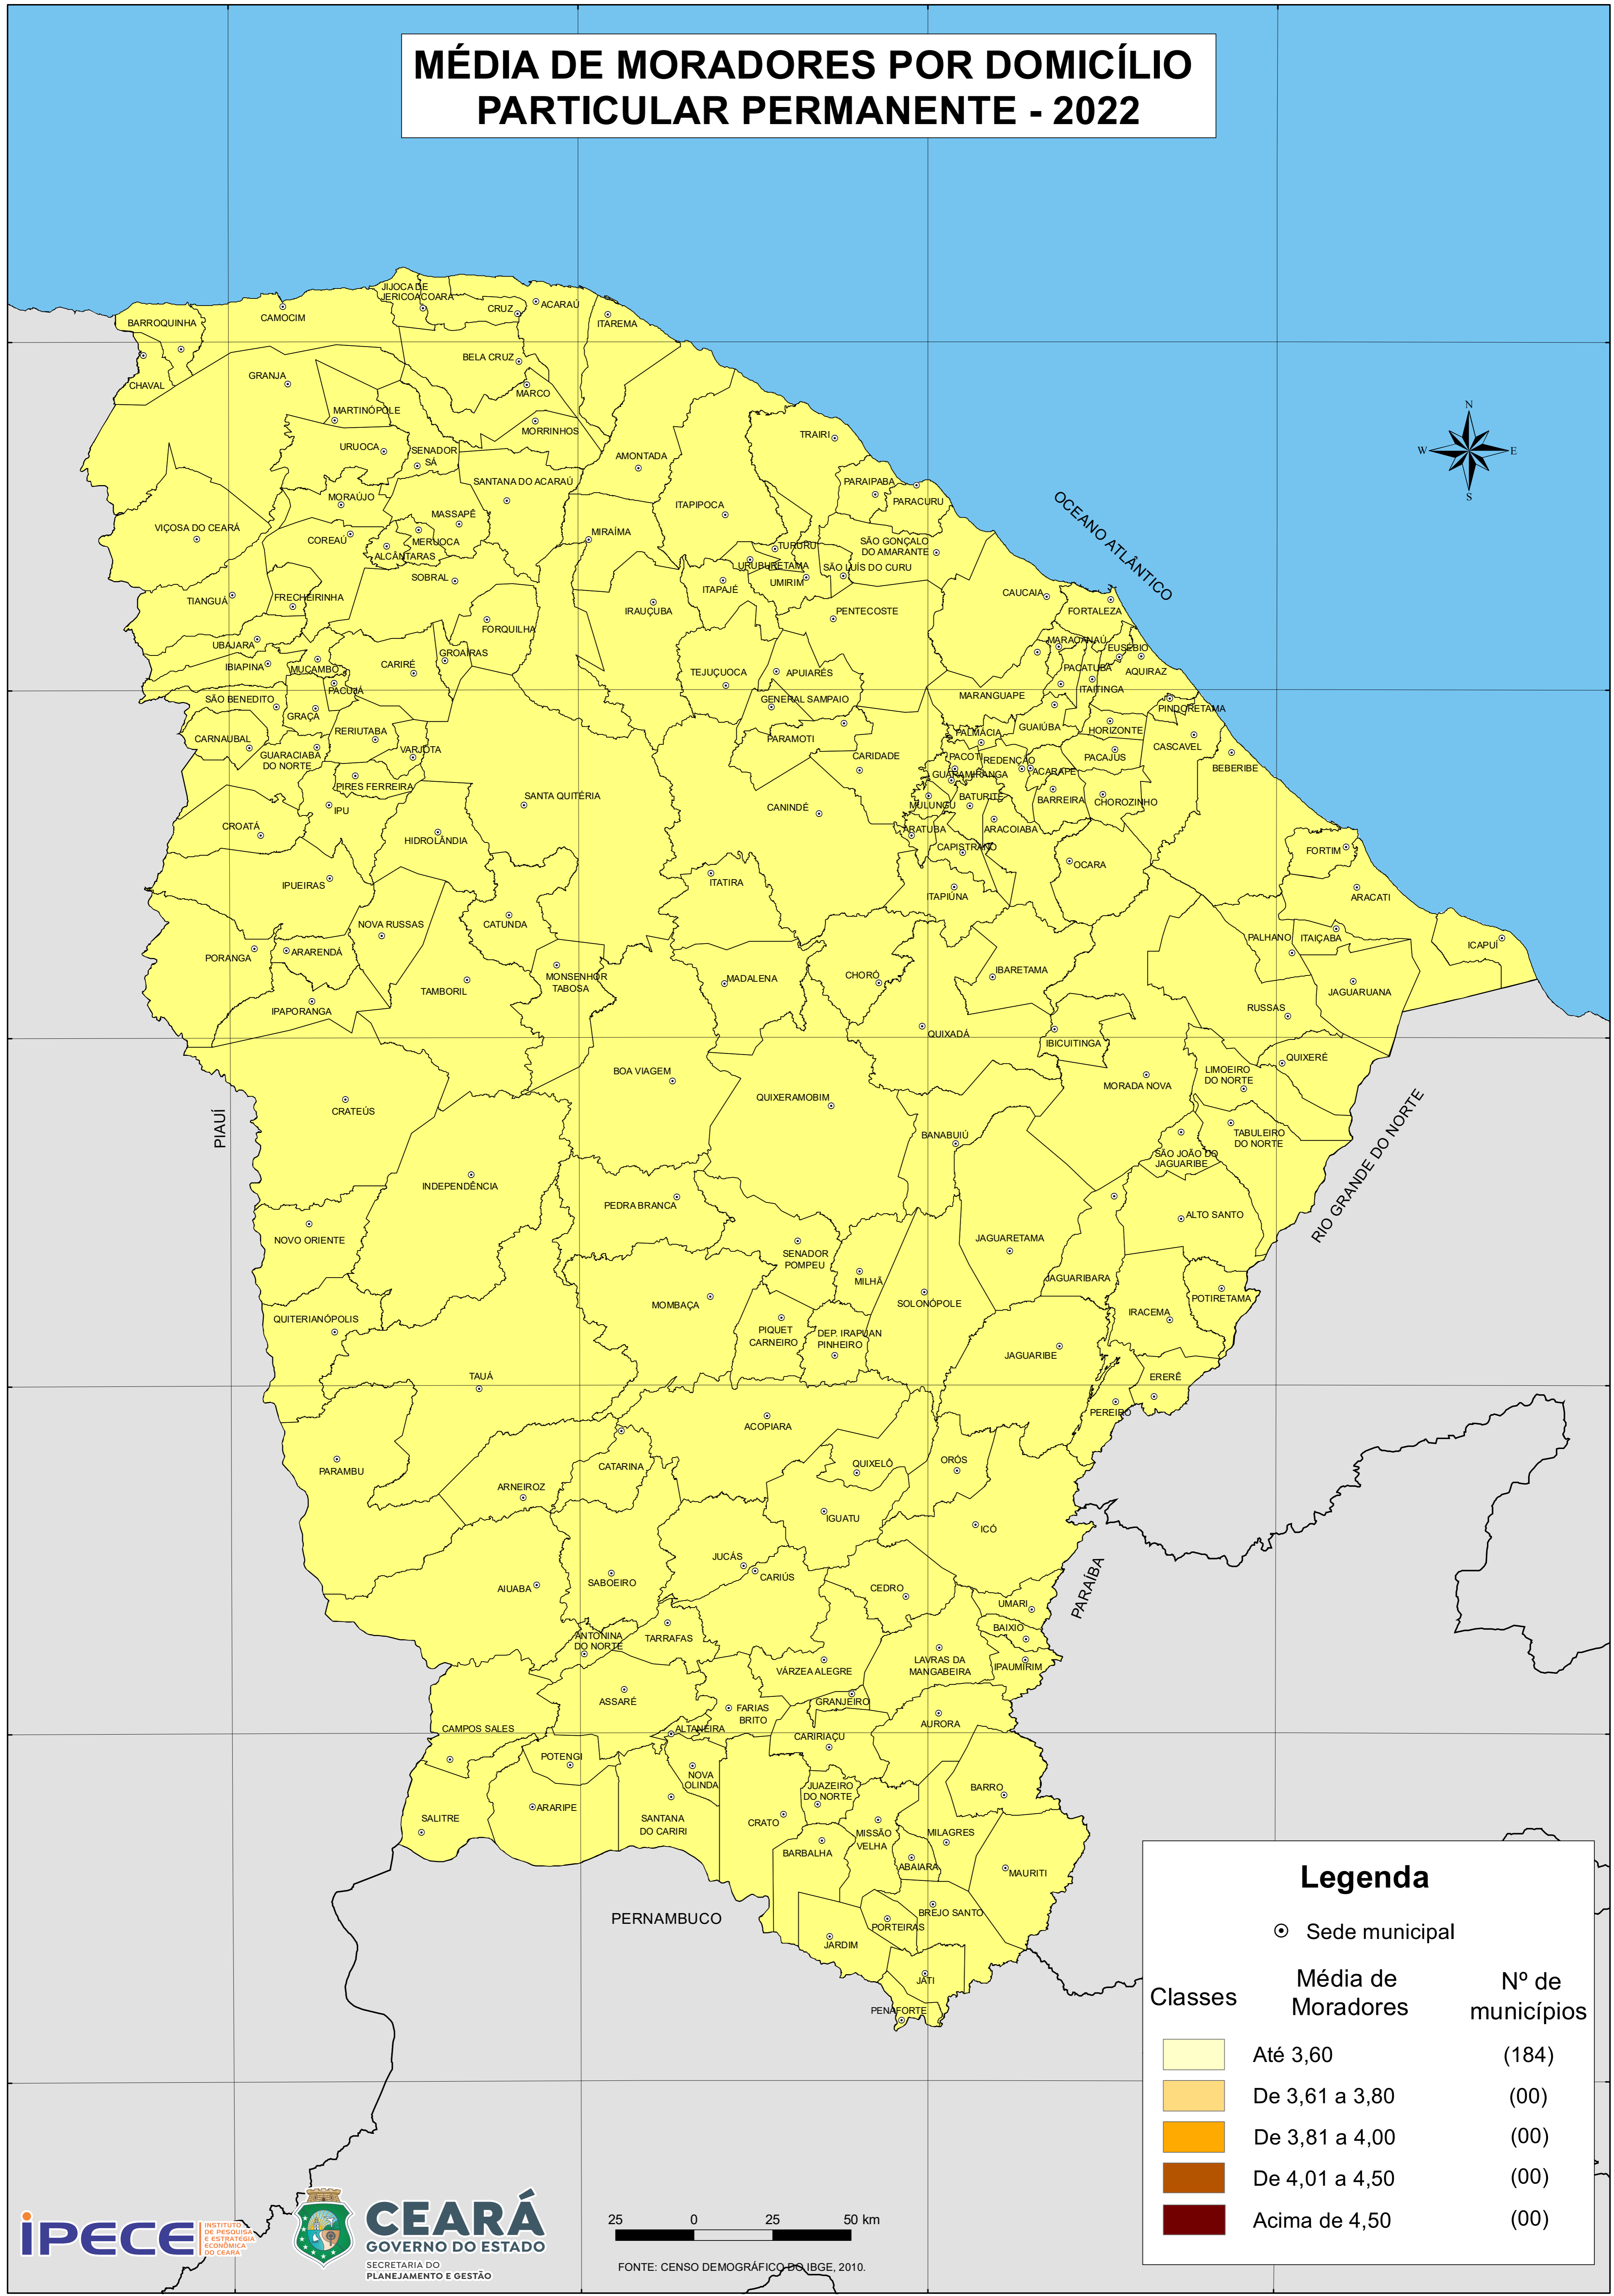 MÉDIA DE MORADORES POR DOMICÍLIO
PARTICULAR PERMANENTE - 2022
JIJOCA DE
JERICOACOARA
CRUZ
ACARAÚ
ITAREMA
BARROQUINHA
CAMOCIM
BELA CRUZ
CHAVAL
GRANJA
MARCO
MARTINÓPOLE
MORRINHOS
URUOCA
SENADOR
SÁ
AMONTADA
TRAIRI
N
W
E
S
SANTANA DO ACARAÚ
MORAÚJO
MASSAPÊ
ITAPIPOCA
PARAIPABA
PARACURU
OCEANO ATLÂNTICO
VIÇOSA DO CEARÁ
COREAÚ
MERUOCA
ALCÂNTARAS
MIRAÍMA
TURURU
SÃO GONÇALO
DO AMARANTE
SOBRAL
URUBURETAMA
UMIRIM
SÃO LUÍS DO CURU
ITAPAJÉ
CAUCAIA
FORTALEZA
TIANGUÁ
FRECHEIRINHA
IRAUÇUBA
PENTECOSTE
FORQUILHA
UBAJARA
MARACANAÚ
EUSÉBIO
IBIAPINA
MUCAMBO
CARIRÉ
GROAÍRAS
TEJUÇUOCA
APUIARÉS
PACATUBA
AQUIRAZ
ITAITINGA
PACUJÁ
SÃO BENEDITO
GRAÇA
GENERAL SAMPAIO
MARANGUAPE
PINDORETAMA
CARNAUBAL
GUARACIABA
DO NORTE
RERIUTABA
VARJOTA
PARAMOTI
PALMÁCIA
GUAIÚBA
HORIZONTE
CASCAVEL
CARIDADE
PACOTI
REDENÇÃO
PACAJUS
BEBERIBE
GUARAMIRANGA
ACARAPE
PIRES FERREIRA
IPU
SANTA QUITÉRIA
CANINDÉ
MULUNGU
BATURITÉ
BARREIRA
CHOROZINHO
CROATÁ
HIDROLÂNDIA
ARATUBA
ARACOIABA
CAPISTRANO
OCARA
FORTIM
IPUEIRAS
ITATIRA
ITAPIÚNA
ARACATI
NOVA RUSSAS
CATUNDA
PORANGA
ARARENDÁ
PALHANO
ITAIÇABA
ICAPUÍ
TAMBORIL
MONSENHOR
TABOSA
MADALENA
CHORÓ
IBARETAMA
JAGUARUANA
IPAPORANGA
RUSSAS
QUIXADÁ
IBICUITINGA
QUIXERÉ
BOA VIAGEM
QUIXERAMOBIM
MORADA NOVA
LIMOEIRO
DO NORTE
CRATEÚS
PIAUÍ
BANABUIÚ
TABULEIRO
DO NORTE
SÃO JOÃO DO
JAGUARIBE
RIO GRANDE DO NORTE
INDEPENDÊNCIA
PEDRA BRANCA
ALTO SANTO
NOVO ORIENTE
SENADOR
POMPEU
JAGUARETAMA
MILHÃ
JAGUARIBARA
MOMBAÇA
SOLONÓPOLE
POTIRETAMA
IRACEMA
QUITERIANÓPOLIS
PIQUET
CARNEIRO
DEP. IRAPUAN
PINHEIRO
JAGUARIBE
TAUÁ
ERERÊ
PEREIRO
ACOPIARA
PARAMBU
CATARINA
QUIXELÔ
ORÓS
ARNEIROZ
IGUATU
ICÓ
JUCÁS
CARIÚS
AIUABA
SABOEIRO
CEDRO
PARAÍBA
UMARI
ANTONINA
DO NORTE
TARRAFAS
BAIXIO
VÁRZEA ALEGRE
LAVRAS DA
MANGABEIRA
IPAUMIRIM
ASSARÉ
FARIAS
BRITO
GRANJEIRO
CAMPOS SALES
ALTANEIRA
CARIRIAÇU
AURORA
POTENGI
NOVA
OLINDA
JUAZEIRO
DO NORTE
BARRO
SALITRE
ARARIPE
SANTANA
DO CARIRI
CRATO
MISSÃO
VELHA
MILAGRES
BARBALHA
ABAIARA
MAURITI
PERNAMBUCO
BREJO SANTO
PORTEIRAS
JARDIM
JATI
PENAFORTE
Legenda
Sede municipal
Classes
Média de
Moradores
Nº de
municípios
Até 3,60 (184)
De 3,61 a 3,80 (00)
De 3,81 a 4,00 (00)
De 4,01 a 4,50 (00)
Acima de 4,50 (00)
iPECE
INSTITUTO
DE PESQUISA
E ESTRATÉGIA
ECONÔMICA
DO CEARÁ
CEARÁ
GOVERNO DO ESTADO
SECRETARIA DO
PLANEJAMENTO E GESTÃO
25 0 25 50 km
FONTE: CENSO DEMOGRÁFICO DO IBGE, 2010.